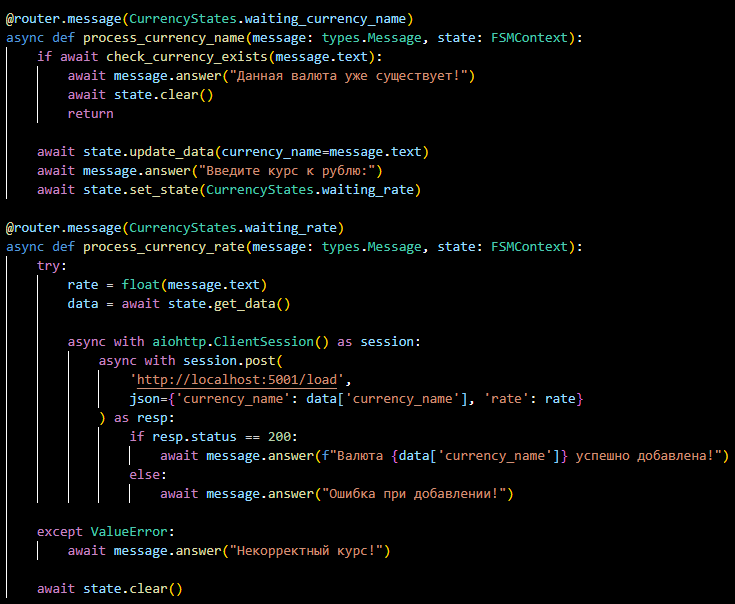 @router.message(CurrencyStates.waiting_currency_name)
async def process_currency_name(message: types.Message, state: FSMContext):
    if await check_currency_exists(message.text):
        await message.answer("Данная валюта уже существует!")
        await state.clear()
        return

    await state.update_data(currency_name=message.text)
    await message.answer("Введите курс к рублю:")
    await state.set_state(CurrencyStates.waiting_rate)

@router.message(CurrencyStates.waiting_rate)
async def process_currency_rate(message: types.Message, state: FSMContext):
    try:
        rate = float(message.text)
        data = await state.get_data()

        async with aiohttp.ClientSession() as session:
            async with session.post(
                'http://localhost:5001/load',
                json={'currency_name': data['currency_name'], 'rate': rate}
            ) as resp:
                if resp.status == 200:
                    await message.answer(f"Валюта {data['currency_name']} успешно добавлена!")
                else:
                    await message.answer("Ошибка при добавлении!")

    except ValueError:
        await message.answer("Некорректный курс!")

    await state.clear()